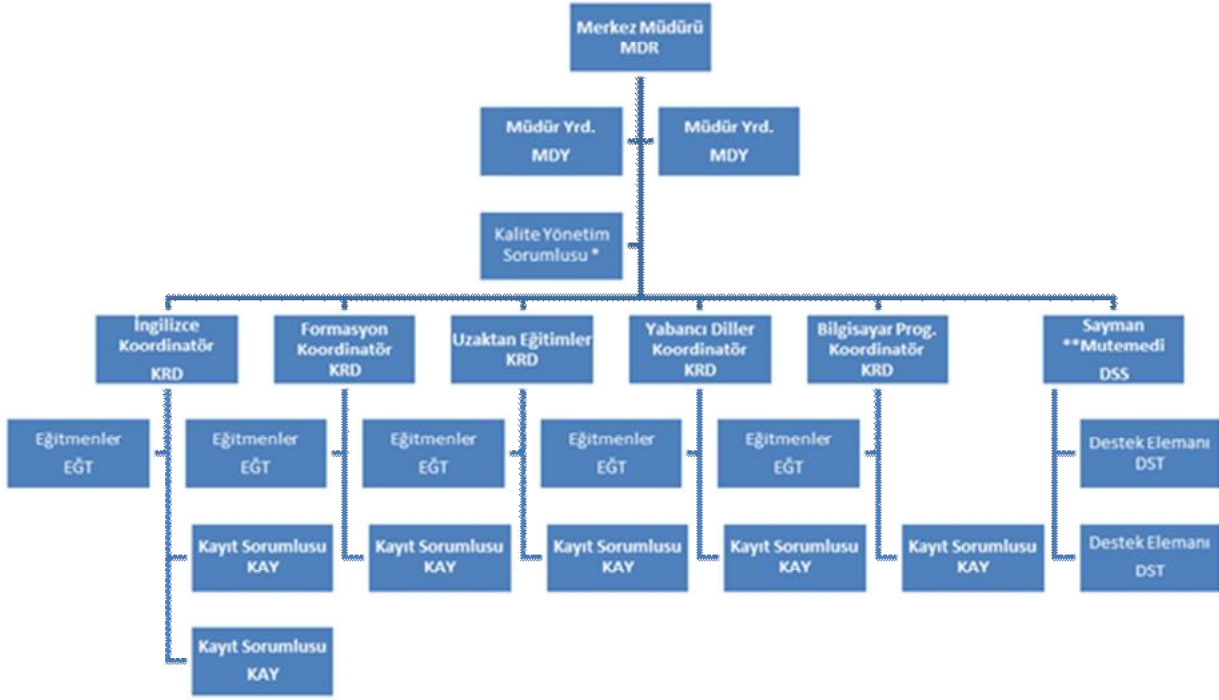 Merkez Müdürü
MDR
Müdür Yrd.
MDY
Müdür Yrd.
MDY
Kalite Yönetim
Sorumlusu *
İngilizce
Koordinatör
KRD
Formasyon
Koordinatör
KRD
Uzaktan Eğitimler
KRD
Yabancı Diller
Koordinatör
KRD
Bilgisayar Prog.
Koordinatör
KRD
Sayman
**Mutemedi
DSS
Eğitmenler
EĞT
Eğitmenler
EĞT
Eğitmenler
EĞT
Eğitmenler
EĞT
Eğitmenler
EĞT
Destek Elemanı
DST
Kayıt Sorumlusu
KAY
Kayıt Sorumlusu
KAY
Kayıt Sorumlusu
KAY
Kayıt Sorumlusu
KAY
Kayıt Sorumlusu
KAY
Destek Elemanı
DST
Kayıt Sorumlusu
KAY